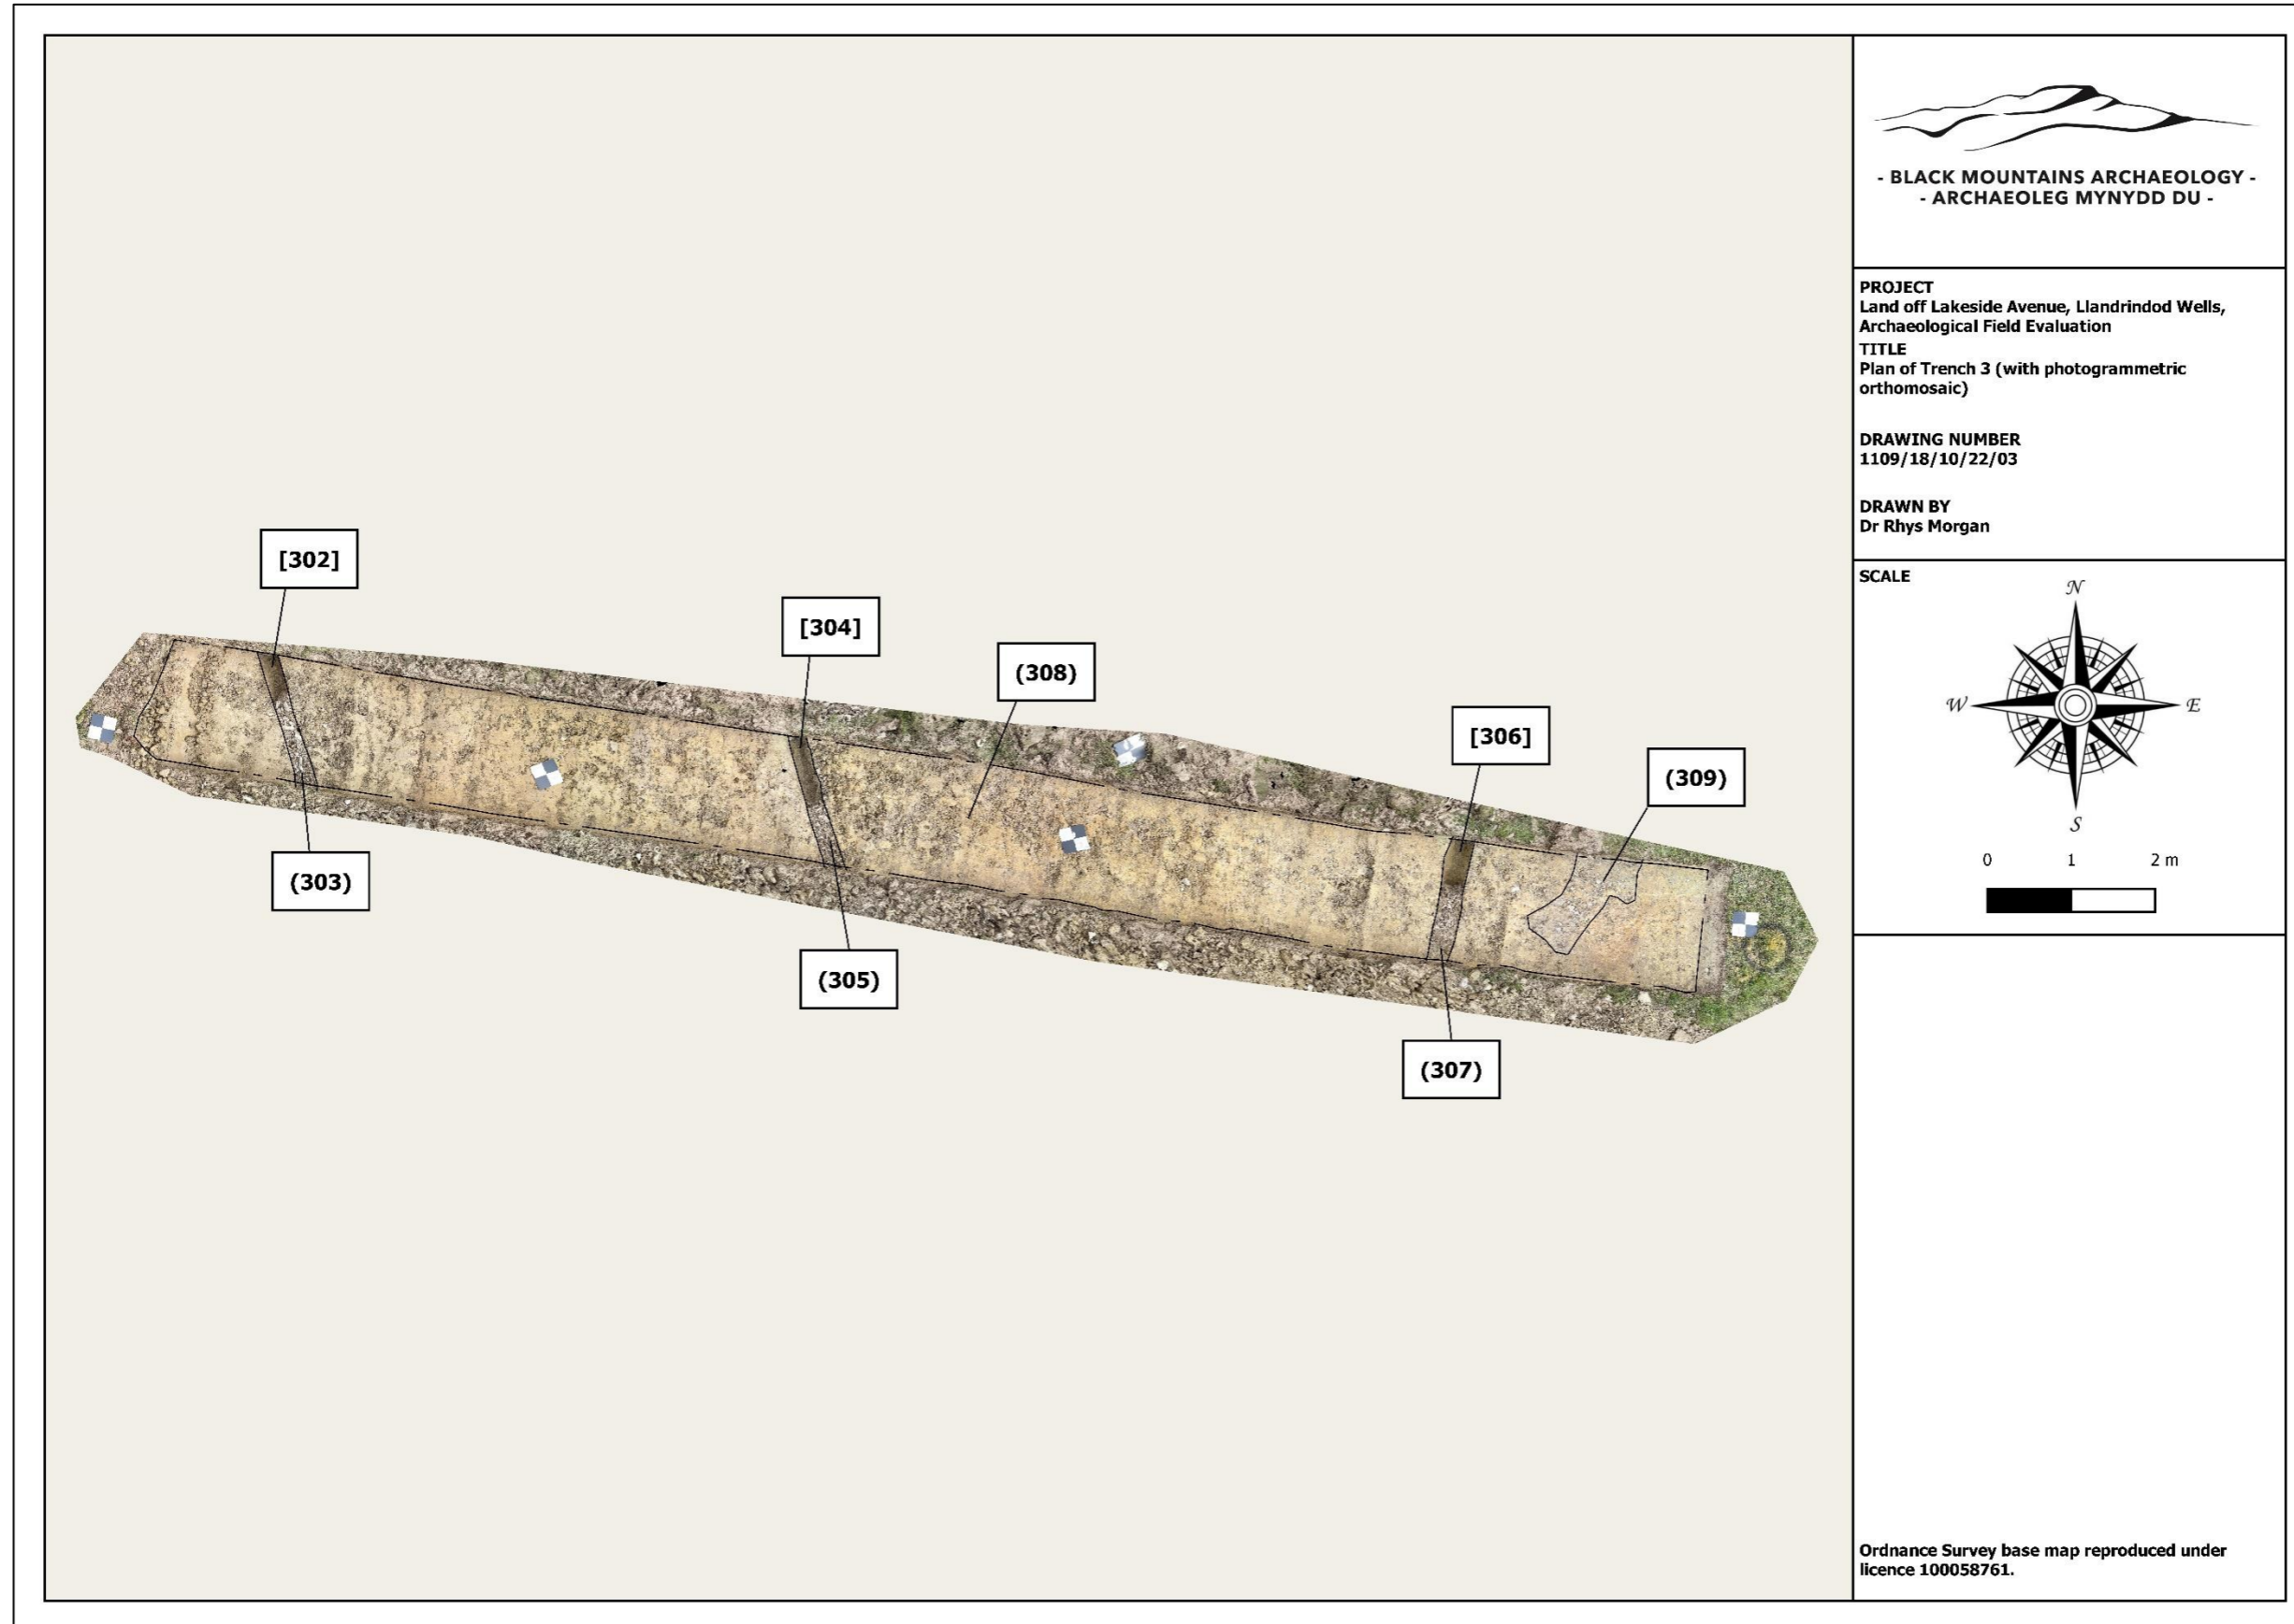 - BLACK MOUNTAINS ARCHAEOLOGY -
- ARCHAEOLEG MYNYDD DU -
PROJECT
Land off Lakeside Avenue, Llandrindod Wells,
Archaeological Field Evaluation
TITLE
Plan of Trench 3 (with photogrammetric
orthomosaic)
DRAWING NUMBER
1109/18/10/22/03
DRAWN BY
Dr Rhys Morgan
SCALE
N
W
E
S
0 1 2 m
[302]
[304]
(308)
[306]
(309)
(303)
(305)
(307)
Ordnance Survey base map reproduced under
licence 100058761.